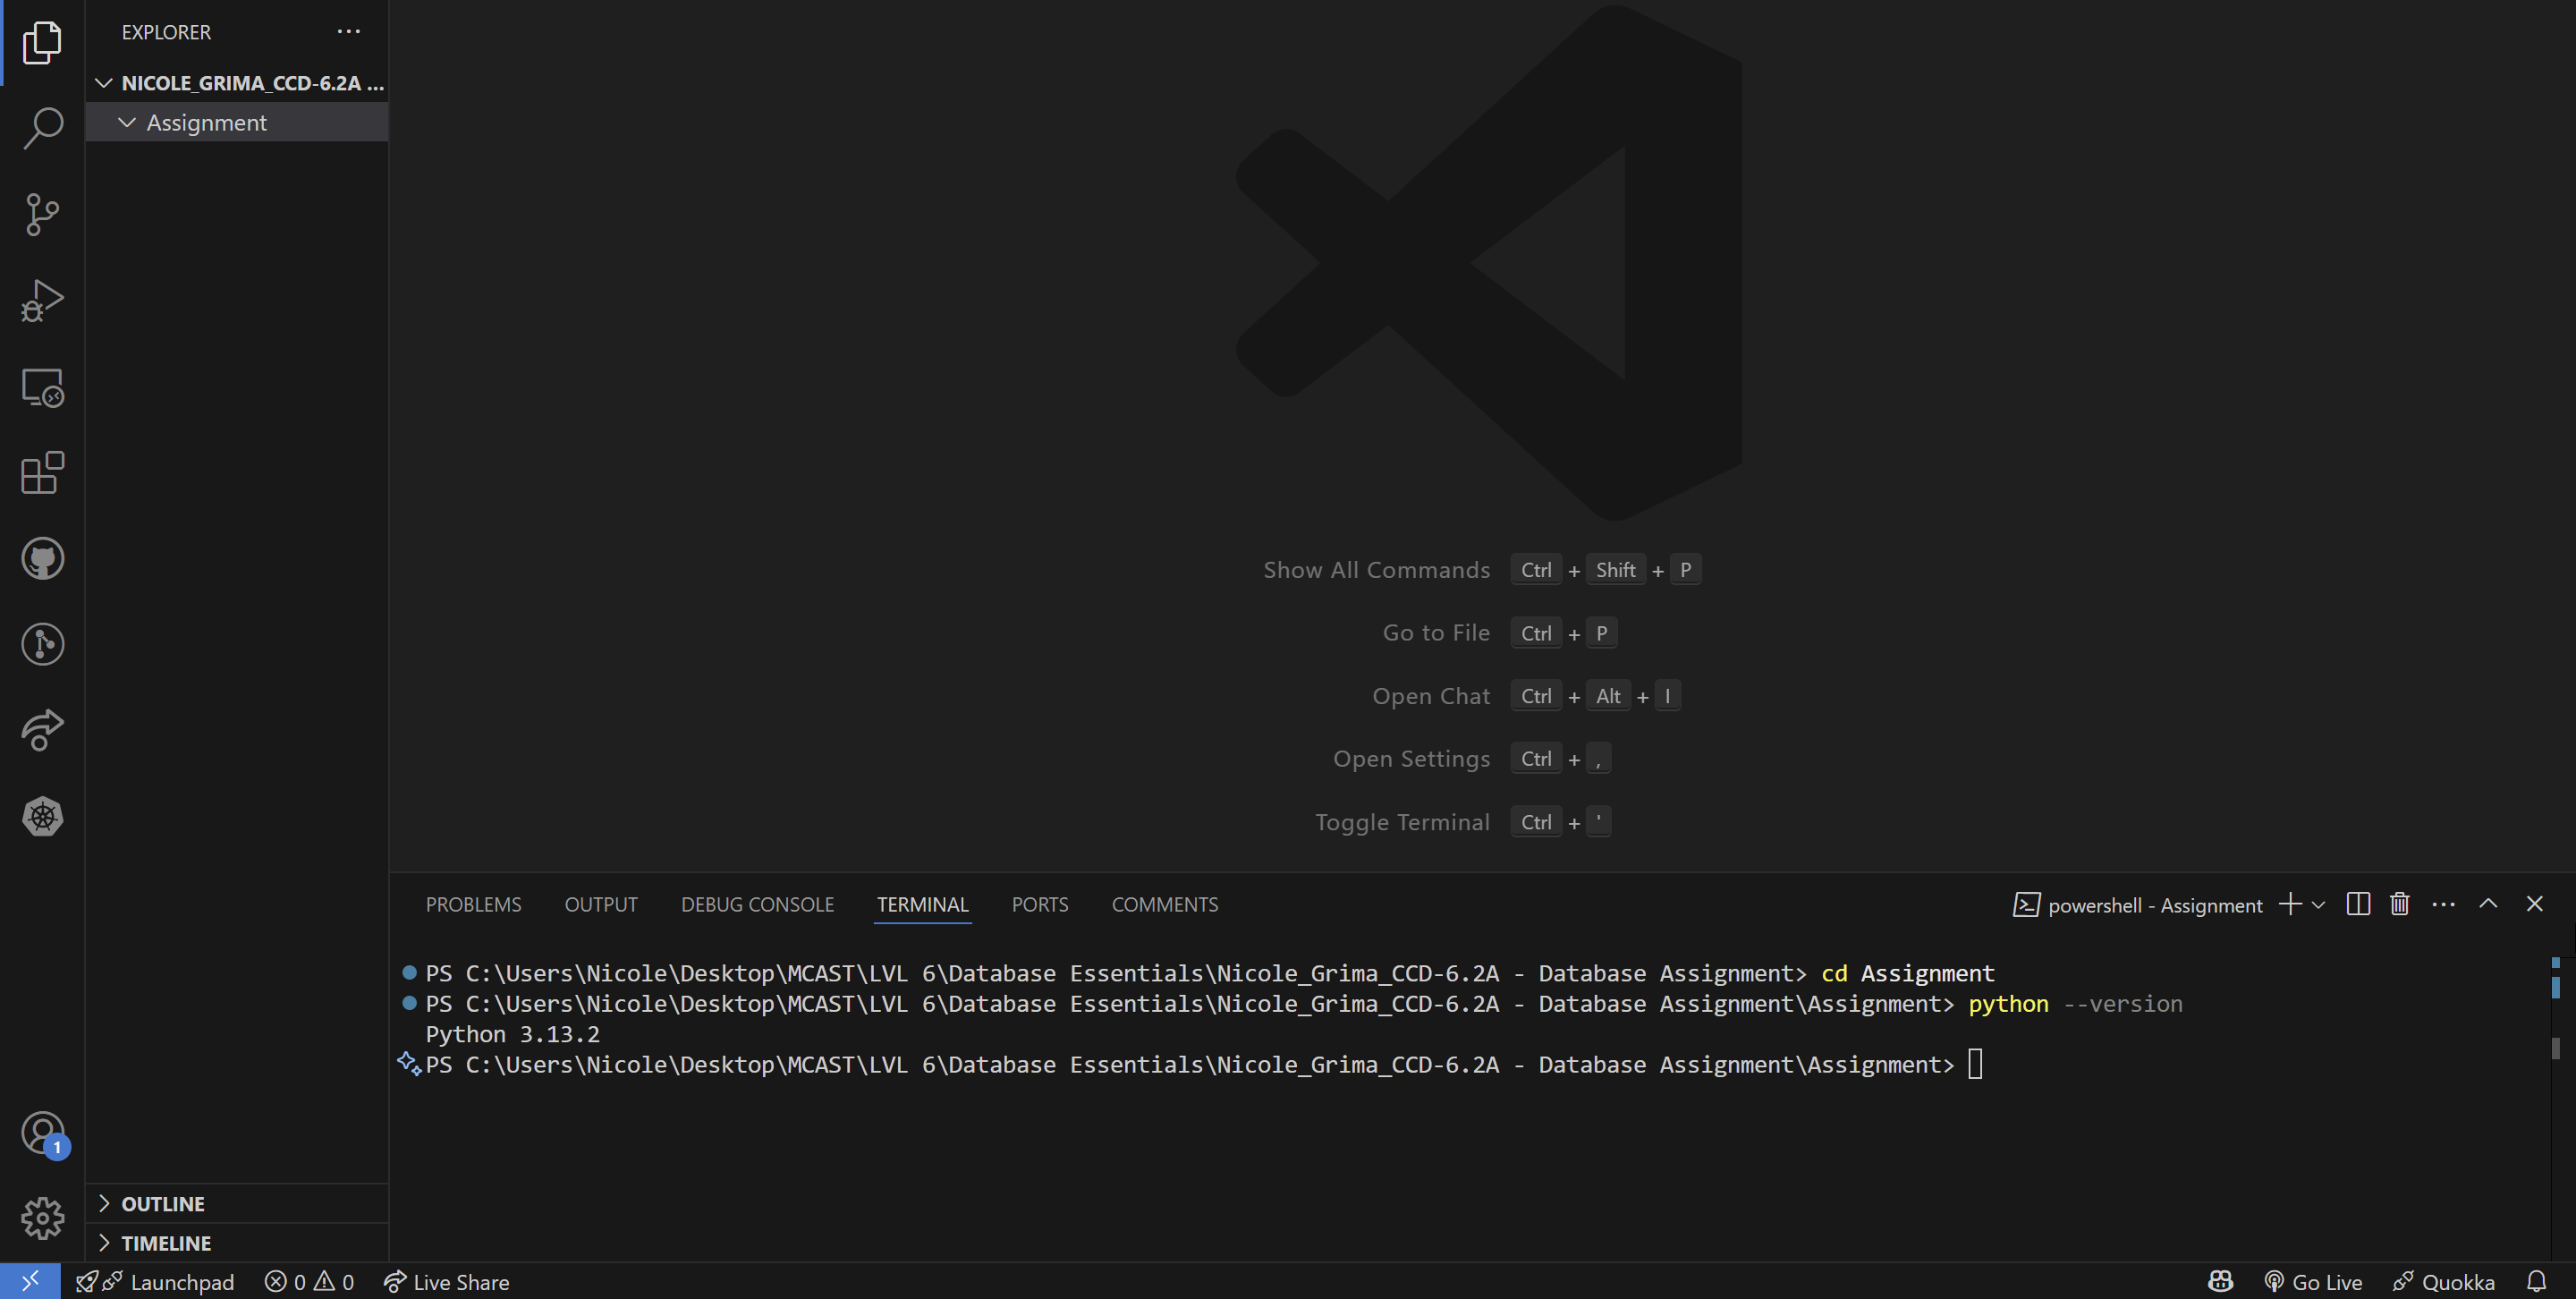 EXPLORER ...
NICOLE_GRIMA_CCD-6.2A ...
Assignment
Show All Commands Ctrl + Shift + P
Go to File Ctrl + P
Open Chat Ctrl + Alt + I
Open Settings Ctrl + ,
Toggle Terminal Ctrl + '
PROBLEMS OUTPUT DEBUG CONSOLE TERMINAL PORTS COMMENTS powershell - Assignment
PS C:\Users\Nicole\Desktop\MCAST\LVL 6\Database Essentials\Nicole_Grima_CCD-6.2A - Database Assignment> cd Assignment
PS C:\Users\Nicole\Desktop\MCAST\LVL 6\Database Essentials\Nicole_Grima_CCD-6.2A - Database Assignment\Assignment> python --version
Python 3.13.2
PS C:\Users\Nicole\Desktop\MCAST\LVL 6\Database Essentials\Nicole_Grima_CCD-6.2A - Database Assignment\Assignment>
1
OUTLINE
TIMELINE
Launchpad 0 0 Live Share Go Live Quokka